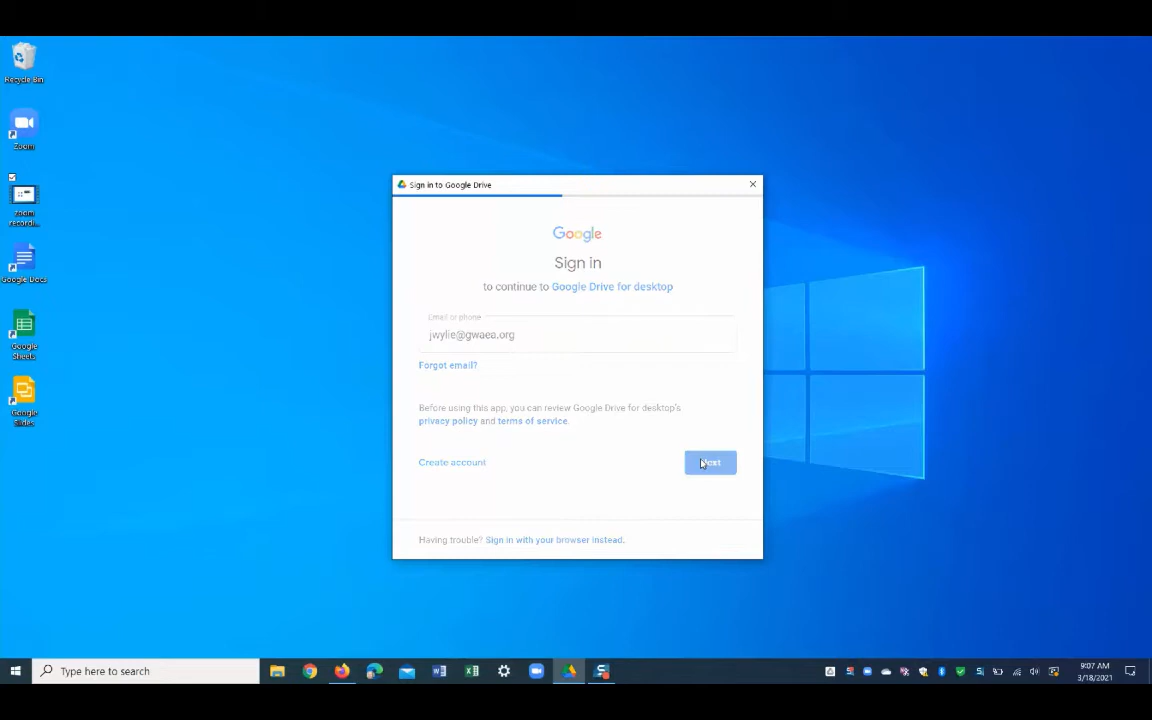 Recycle Bin
Zoom
zoom
recordi...
Google Docs
Google
Sheets
Google
Slides
Sign in to Google Drive
Google
Sign in
to continue to Google Drive for desktop
Email or phone
jwylie@gwaea.org
Forgot email?
Before using this app, you can review Google Drive for desktop's
privacy policy and terms of service.
Create account
Next
Having trouble? Sign in with your browser instead.
Type here to search
9:07 AM
3/18/2021